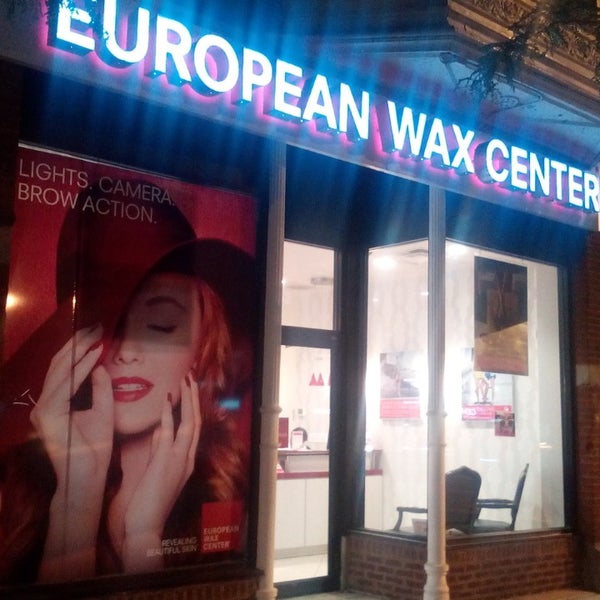 EUROPEAN WAX CENTER
LIGHTS. CAMERA.
BROW ACTION.
REVEALING
BEAUTIFUL SKIN
EUROPEAN
WAX
CENTER